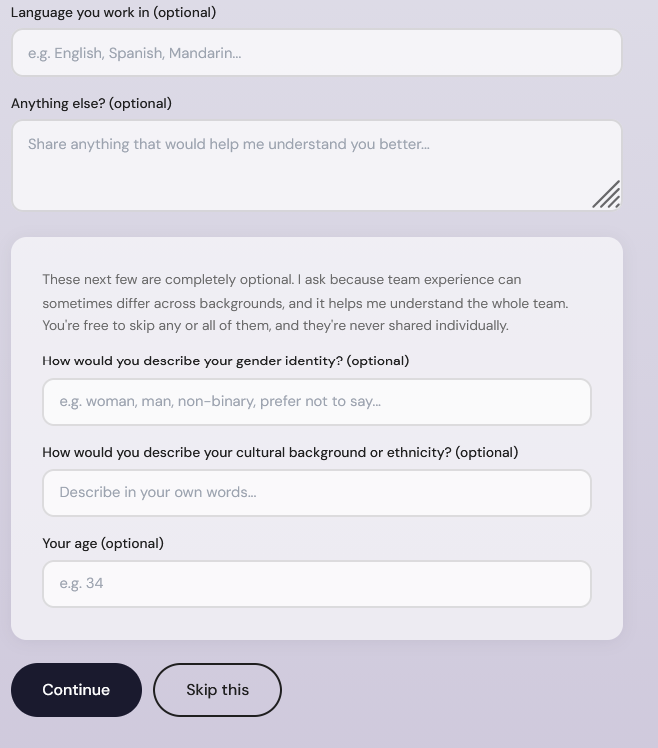 Language you work in (optional)
e.g. English, Spanish, Mandarin...
Anything else? (optional)
Share anything that would help me understand you better...
These next few are completely optional. I ask because team experience can
sometimes differ across backgrounds, and it helps me understand the whole team.
You're free to skip any or all of them, and they're never shared individually.
How would you describe your gender identity? (optional)
e.g. woman, man, non-binary, prefer not to say...
How would you describe your cultural background or ethnicity? (optional)
Describe in your own words...
Your age (optional)
e.g. 34
Continue
Skip this